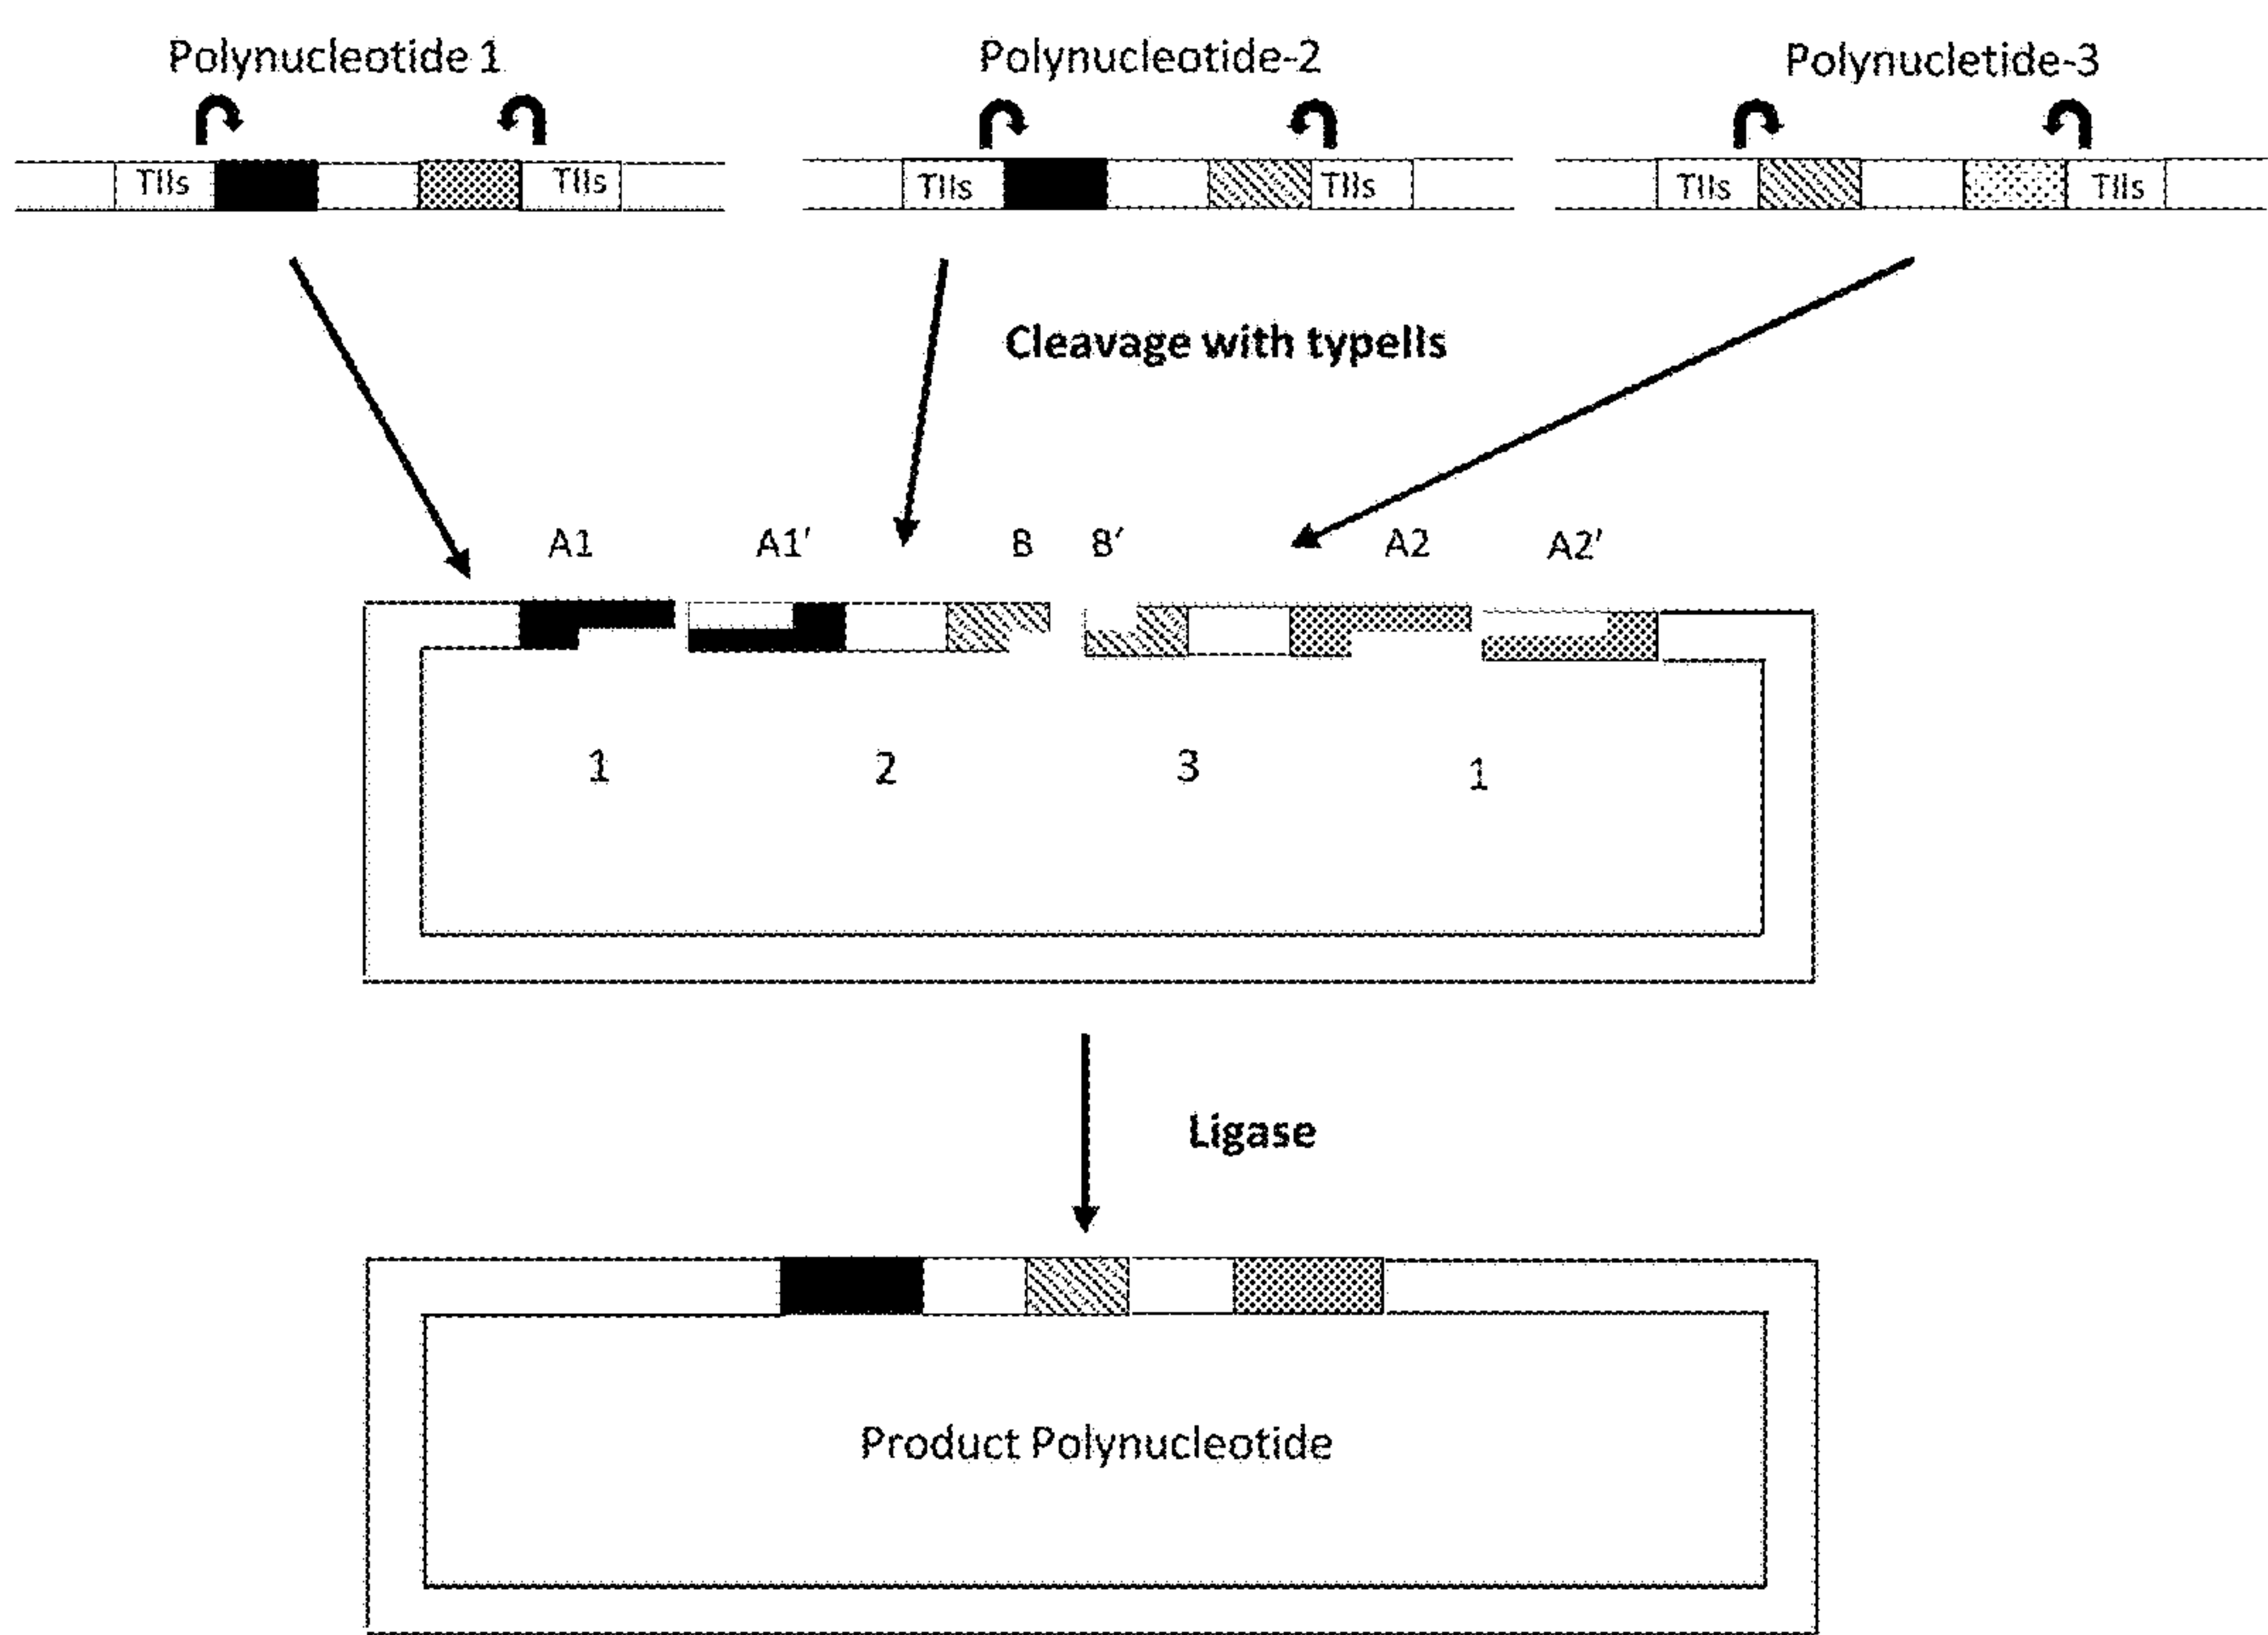 Polynucleotide 1 Polynucleotide-2 Polynucletide-3
TIIs TIIs TIIs TIIs TIIs TIIs
Cleavage with typeIIs
A1 A1′ B B′ A2 A2′
1 2 3 1
Ligase
Product Polynucleotide